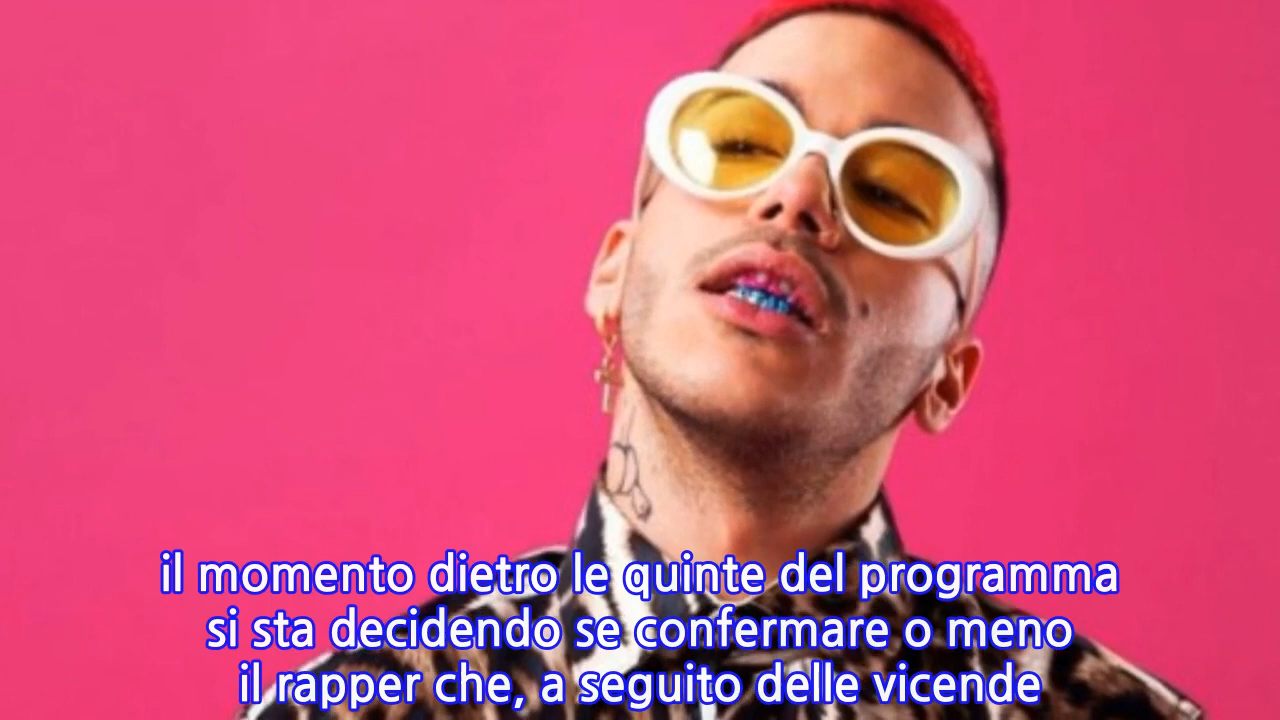 il momento dietro le quinte del programma
si sta decidendo se confermare o meno
il rapper che, a seguito delle vicende